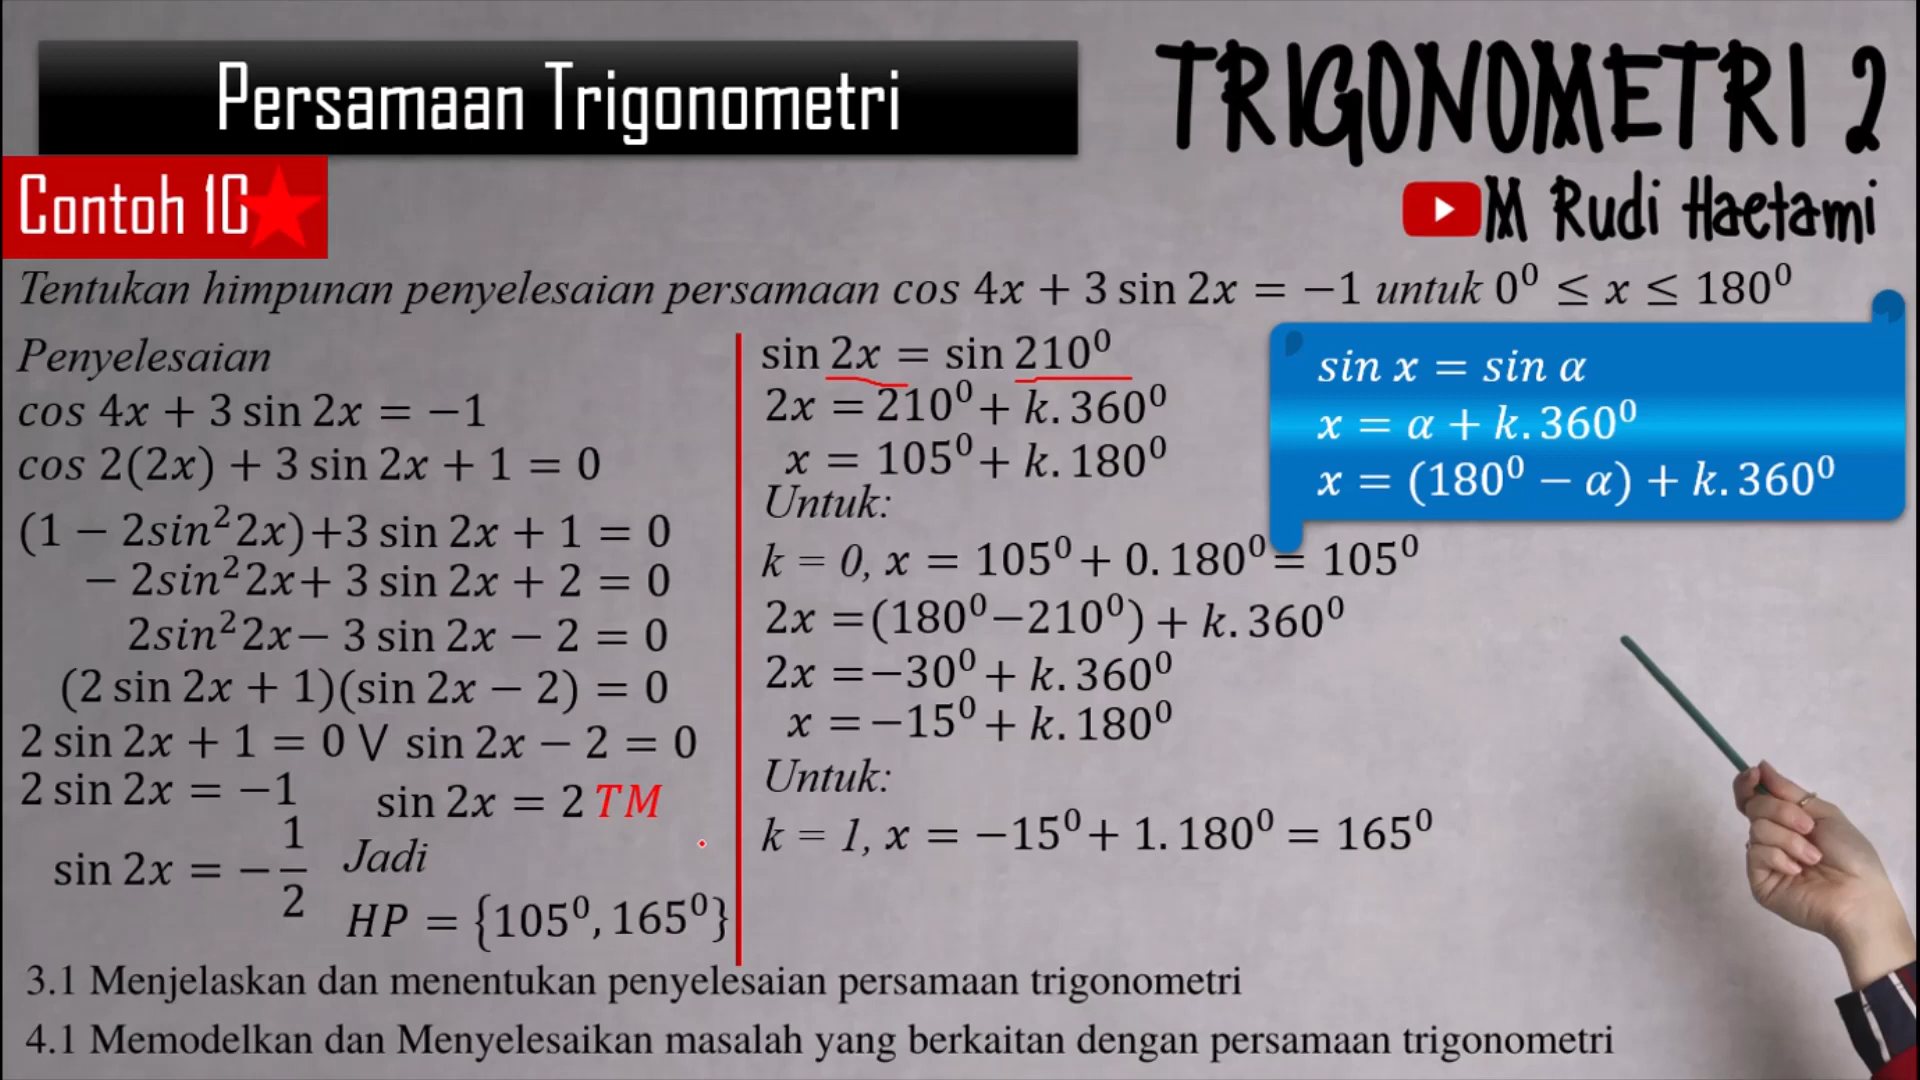 Persamaan Trigonometri
TRIGONOMETRI 2
M Rudi Haetami
Contoh 10
Tentukan himpunan penyelesaian persamaan cos 4x + 3 sin 2x = −1 untuk 0⁰ ≤ x ≤ 180⁰
Penyelesaian
cos 4x + 3 sin 2x = −1
cos 2(2x) + 3 sin 2x + 1 = 0
(1 − 2sin²2x)+3 sin 2x + 1 = 0
− 2sin²2x+ 3 sin 2x + 2 = 0
2sin²2x− 3 sin 2x − 2 = 0
(2 sin 2x + 1)(sin 2x − 2) = 0
2 sin 2x + 1 = 0 V sin 2x − 2 = 0
2 sin 2x = −1
sin 2x = 2 TM
sin 2x = −1/2
Jadi
HP = {105⁰, 165⁰}
sin 2x = sin 210⁰
2x = 210⁰ + k. 360⁰
x = 105⁰ + k. 180⁰
Untuk:
k = 0, x = 105⁰ + 0. 180⁰ = 105⁰
2x =(180⁰−210⁰) + k. 360⁰
2x =−30⁰ + k. 360⁰
x =−15⁰ + k. 180⁰
Untuk:
k = 1, x = −15⁰ + 1. 180⁰ = 165⁰
sin x = sin α
x = α + k. 360⁰
x = (180⁰ − α) + k. 360⁰
3.1 Menjelaskan dan menentukan penyelesaian persamaan trigonometri
4.1 Memodelkan dan Menyelesaikan masalah yang berkaitan dengan persamaan trigonometri